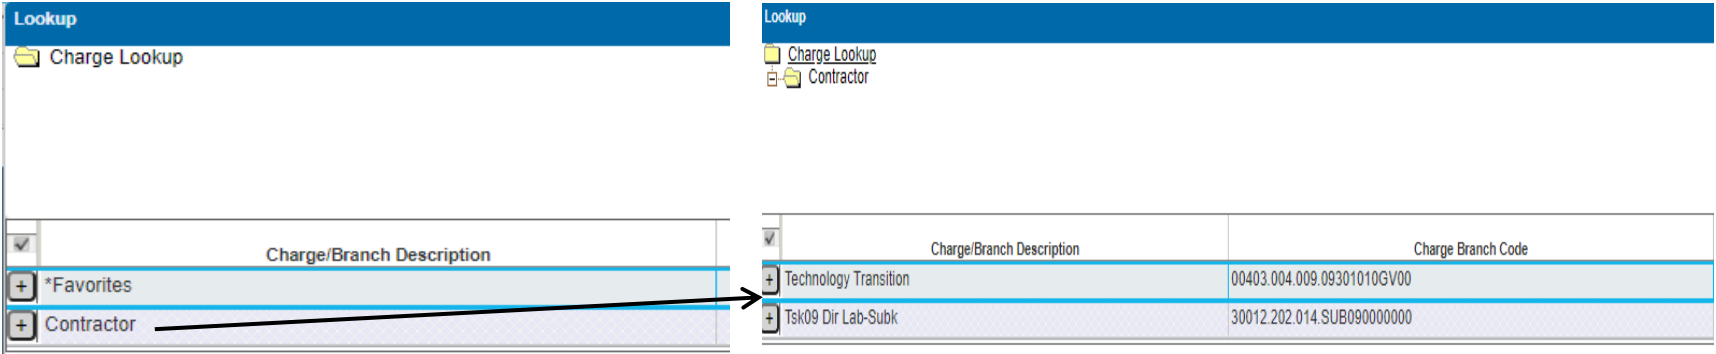 Lookup
Charge Lookup
Charge/Branch Description
*Favorites
Contractor
Lookup
Charge Lookup
Contractor
Charge/Branch Description Charge Branch Code
Technology Transition 00403.004.009.09301010GV00
Tsk09 Dir Lab-Subk 30012.202.014.SUB090000000